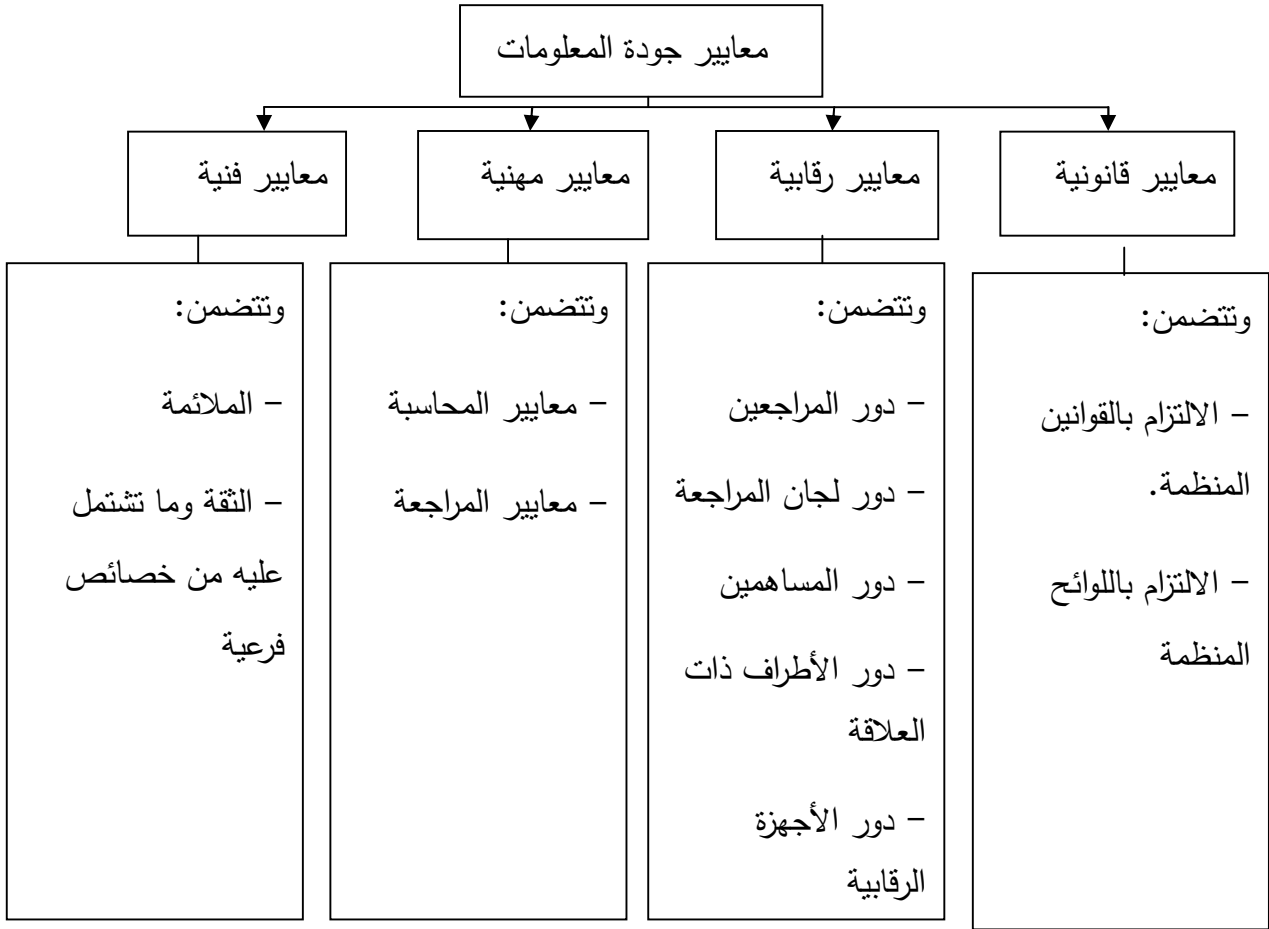 معايير جودة المعلومات
معايير قانونية
معايير رقابية
معايير مهنية
معايير فنية
وتتضمن:
– الالتزام بالقوانين
المنظمة.
– الالتزام باللوائح
المنظمة
وتتضمن:
– دور المراجعين
– دور لجان المراجعة
– دور المساهمين
– دور الأطراف ذات
العلاقة
– دور الأجهزة
الرقابية
وتتضمن:
– معايير المحاسبة
– معايير المراجعة
وتتضمن:
– الملائمة
– الثقة وما تشتمل
عليه من خصائص
فرعية